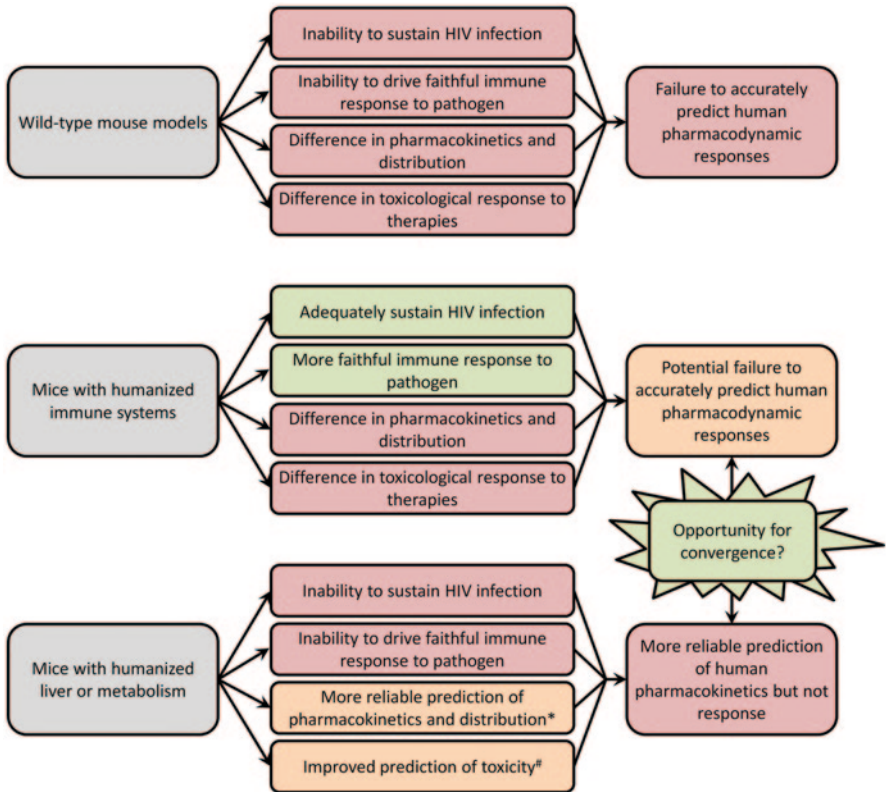 Wild-type mouse models
Inability to sustain HIV infection
Inability to drive faithful immune
response to pathogen
Difference in pharmacokinetics and
distribution
Difference in toxicological response to
therapies
Failure to accurately
predict human
pharmacodynamic
responses
Mice with humanized
immune systems
Adequately sustain HIV infection
More faithful immune response to
pathogen
Difference in pharmacokinetics and
distribution
Difference in toxicological response to
therapies
Potential failure to
accurately predict human
pharmacodynamic
responses
Opportunity for
convergence?
Mice with humanized
liver or metabolism
Inability to sustain HIV infection
Inability to drive faithful immune
response to pathogen
More reliable prediction of
pharmacokinetics and distribution*
Improved prediction of toxicity#
More reliable prediction
of human
pharmacokinetics but not
response